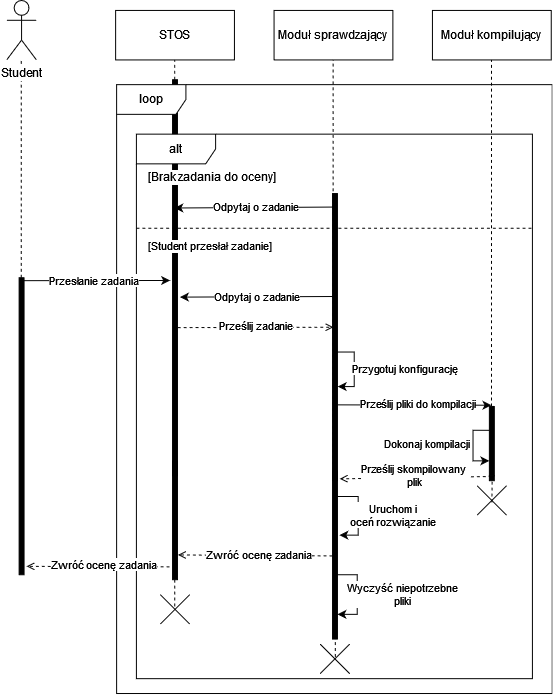 Student
STOS
Moduł sprawdzający
Moduł kompilujący
loop
alt
[Brak zadania do oceny]
Odpytaj o zadanie
[Student przesłał zadanie]
Przesłanie zadania
Odpytaj o zadanie
Prześlij zadanie
Przygotuj konfigurację
Prześlij pliki do kompilacji
Dokonaj kompilacji
Prześlij skompilowany
plik
Uruchom i
oceń rozwiązanie
Zwróć ocenę zadania
Zwróć ocenę zadania
Wyczyść niepotrzebne
pliki